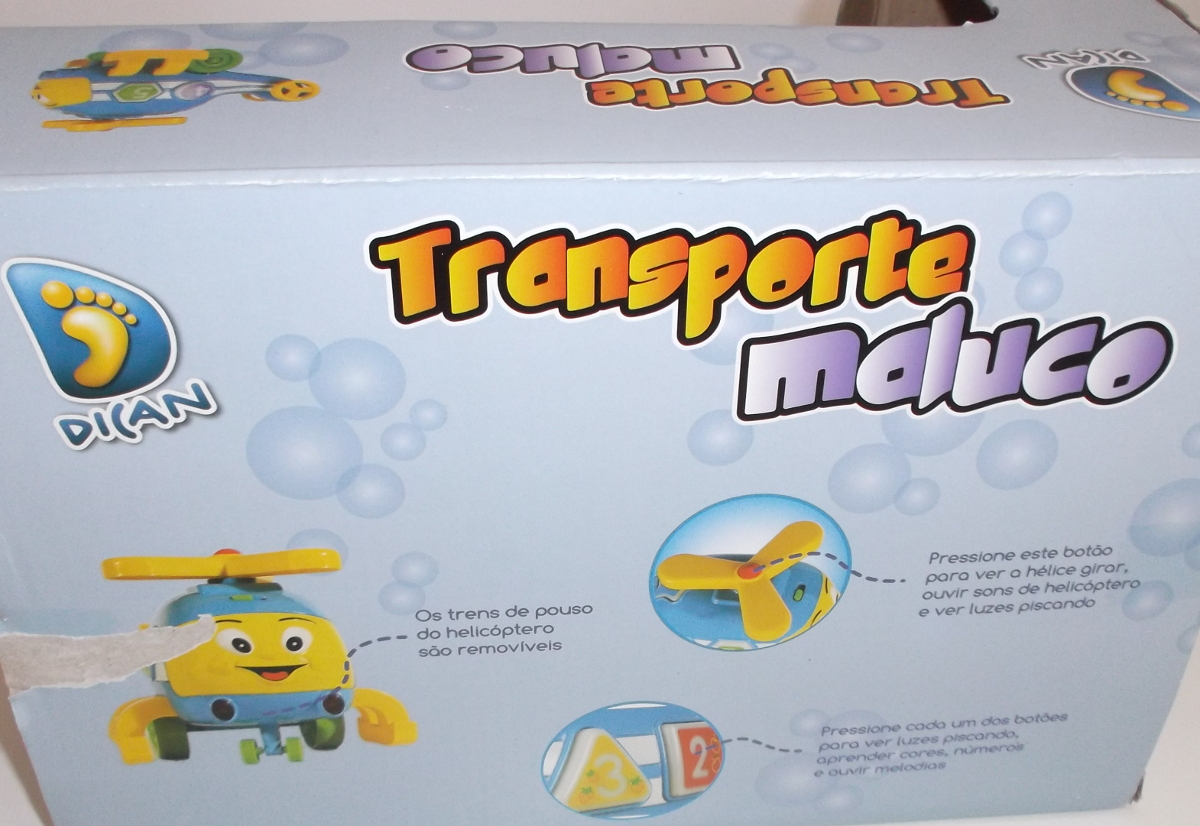 maluco
Transporte
DICAN
Transporte
maluco
DICAN
Os trens de pouso
do helicóptero
são removíveis
Pressione este botão
para ver a hélice girar,
ouvir sons de helicóptero
e ver luzes piscando
3
2
Pressione cada um dos botões
para ver luzes piscando,
aprender cores, números
e ouvir melodias